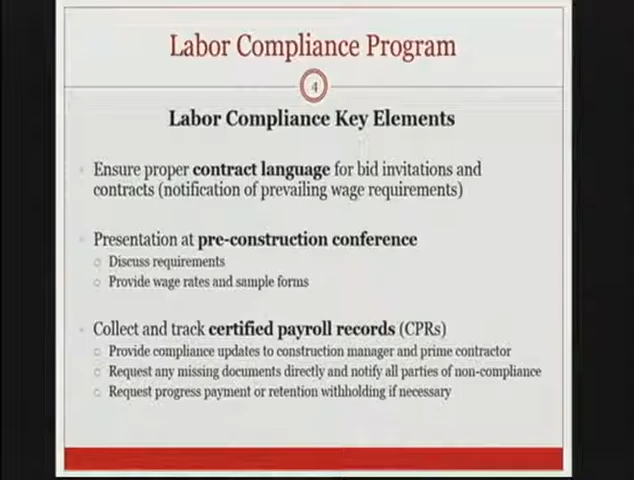 Labor Compliance Program
4
Labor Compliance Key Elements
Ensure proper contract language for bid invitations and
contracts (notification of prevailing wage requirements)
Presentation at pre-construction conference
Discuss requirements
Provide wage rates and sample forms
Collect and track certified payroll records (CPRs)
Provide compliance updates to construction manager and prime contractor
Request any missing documents directly and notify all parties of non-compliance
Request progress payment or retention withholding if necessary